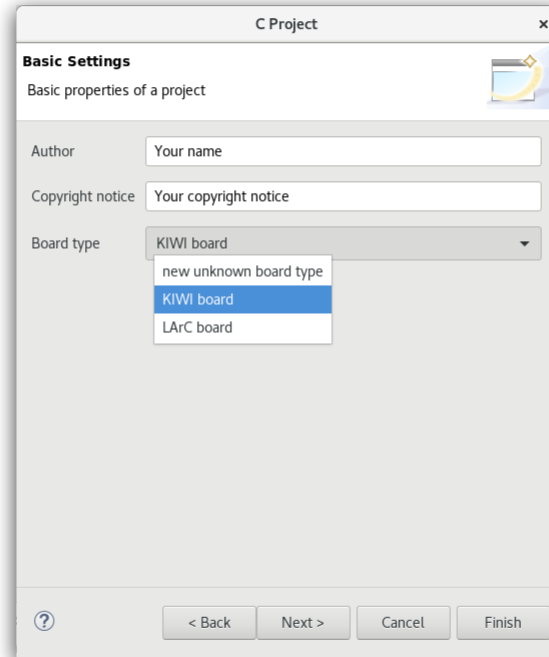 C Project
×
Basic Settings
Basic properties of a project
Author
Your name
Copyright notice
Your copyright notice
Board type
KIWI board
new unknown board type
KIWI board
LArC board
?
< Back
Next >
Cancel
Finish